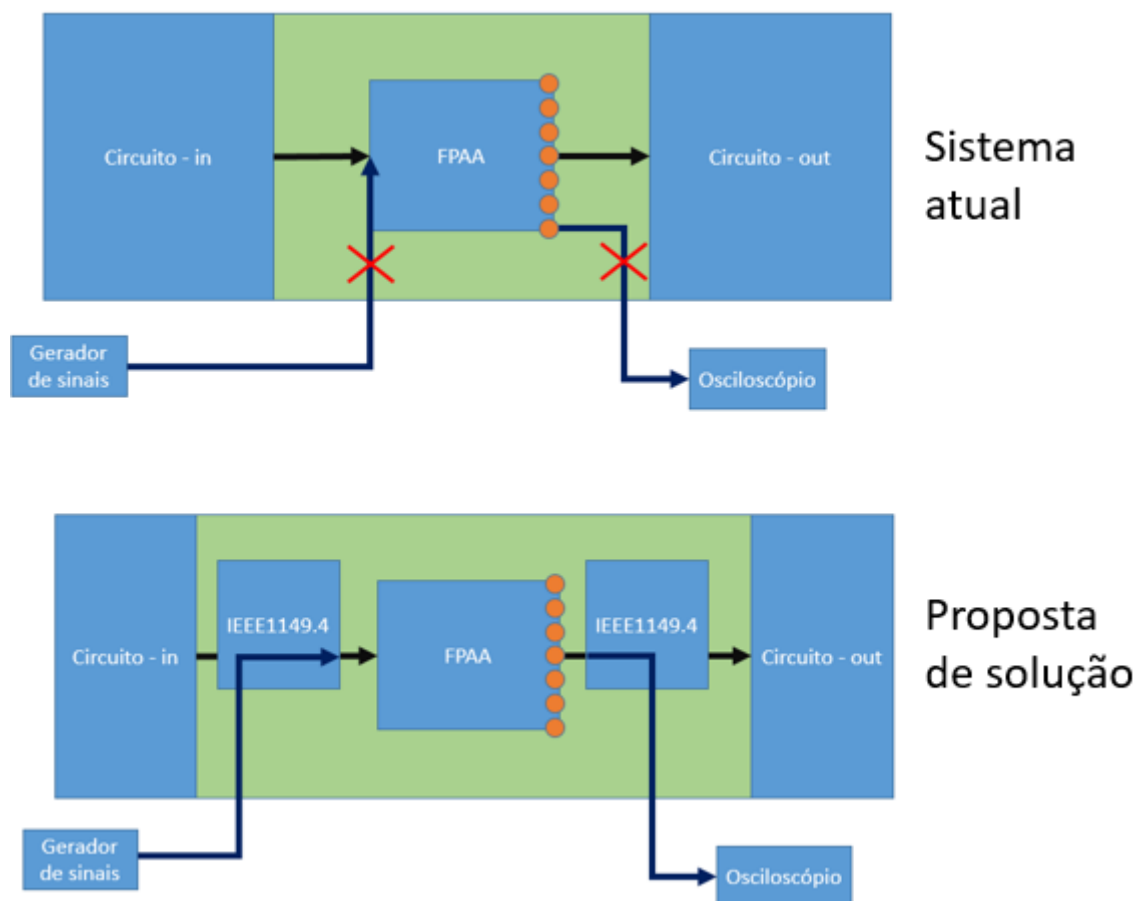 Circuito - in
FPAA
Circuito - out
Sistema
atual
Gerador
de sinais
Osciloscópio
Circuito - in
IEEE1149.4
FPAA
IEEE1149.4
Circuito - out
Proposta
de solução
Gerador
de sinais
Osciloscópio